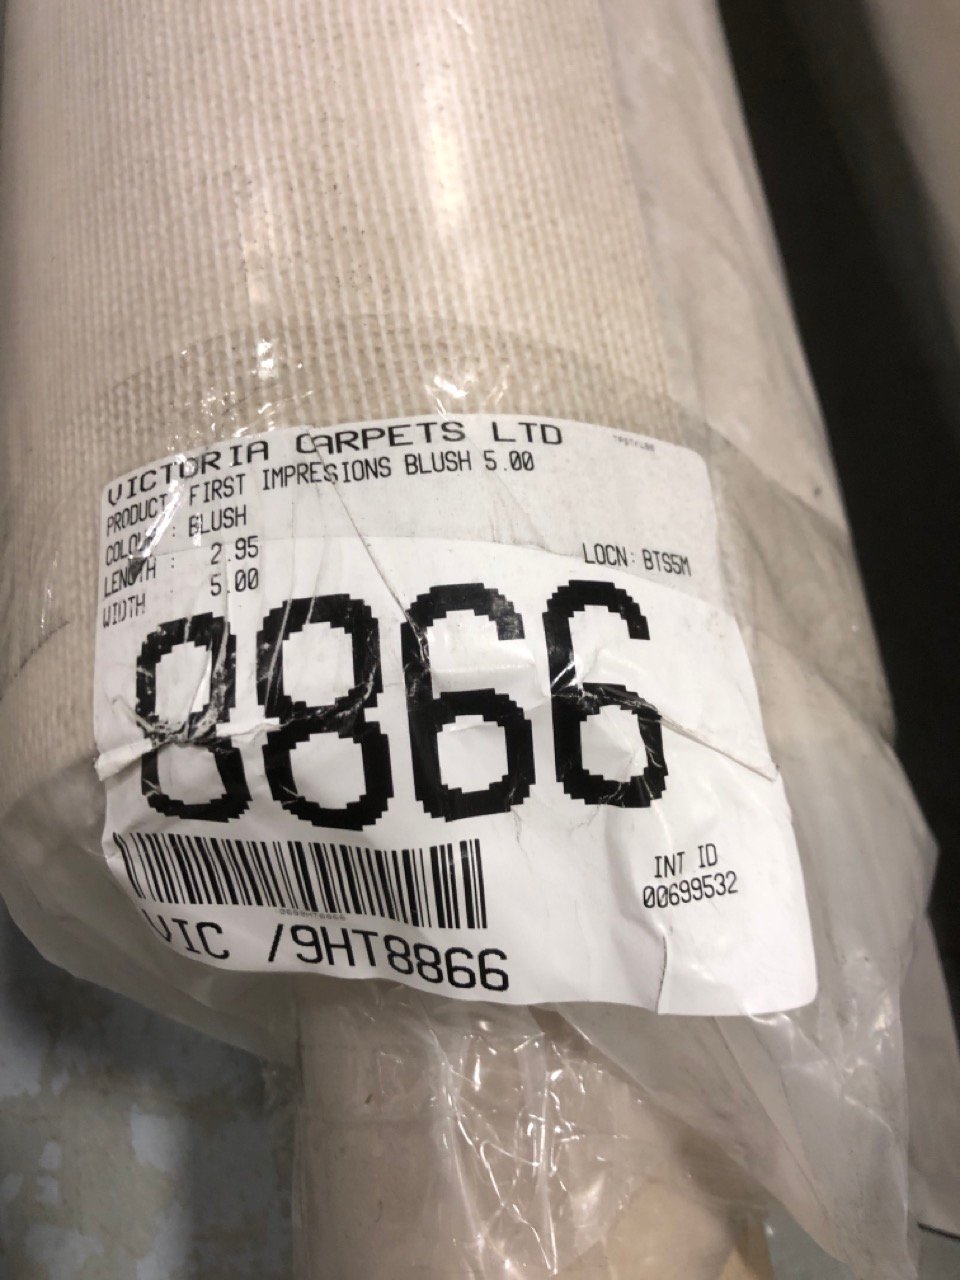 VICTORIA CARPETS LTD
PRODUCT FIRST IMPRESIONS BLUSH 5.00
COLOUR : BLUSH
LENGTH : 2.95
WIDTH 5.00
LOCN: BTS5M
8866
INT ID
00699532
VIC /9HT8866